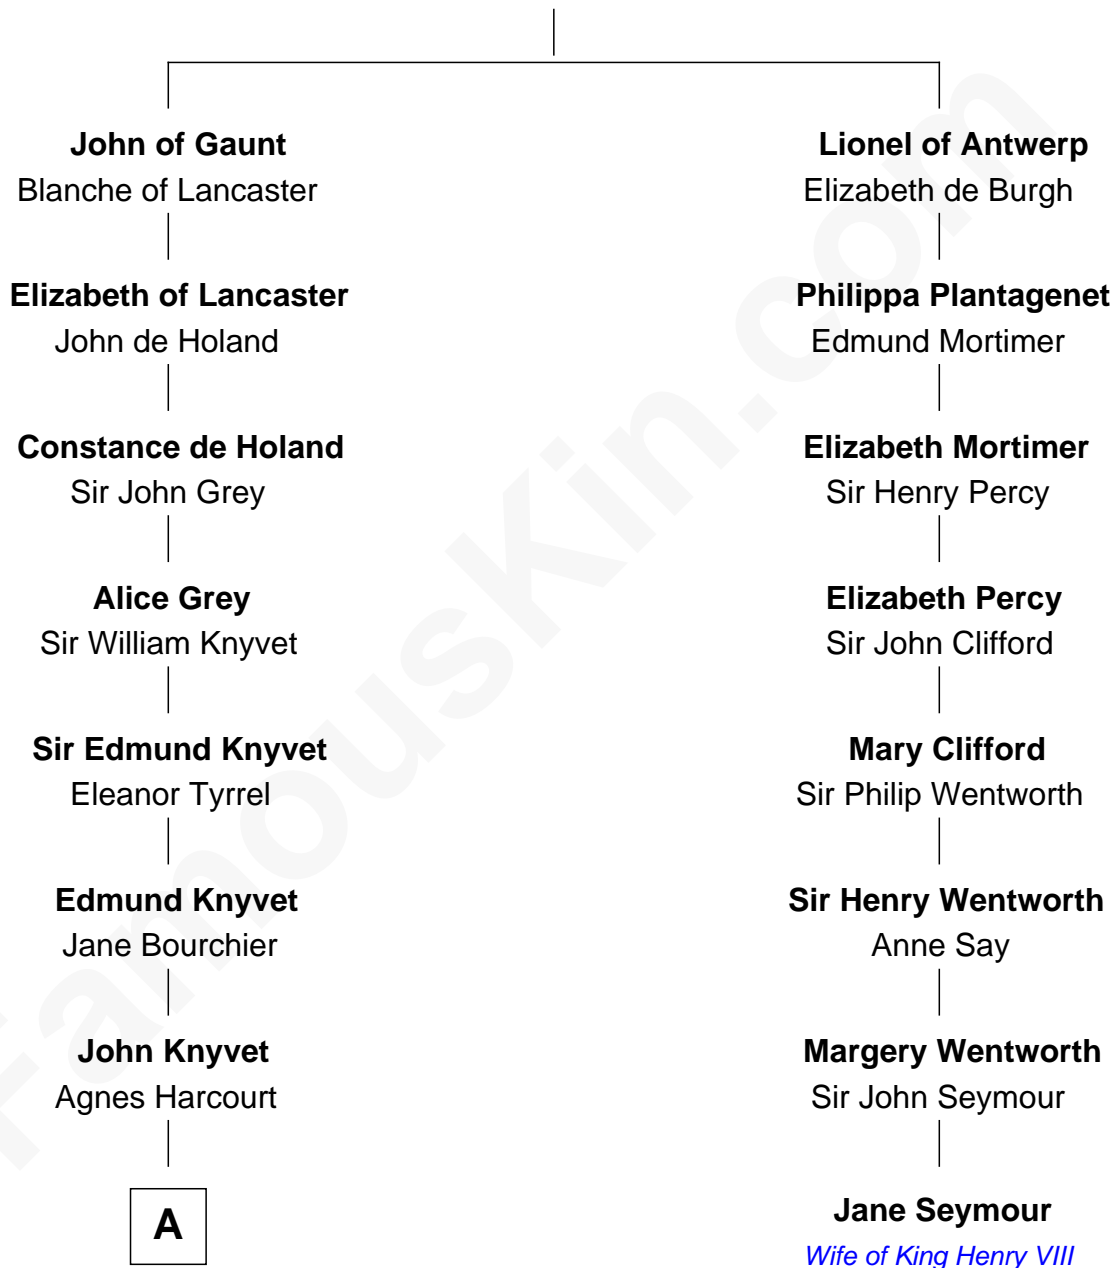 John of Gaunt
Blanche of Lancaster
Elizabeth of Lancaster
John de Holand
Constance de Holand
Sir John Grey
Alice Grey
Sir William Knyvet
Sir Edmund Knyvet
Eleanor Tyrrel
Edmund Knyvet
Jane Bourchier
John Knyvet
Agnes Harcourt
A
Lionel of Antwerp
Elizabeth de Burgh
Philippa Plantagenet
Edmund Mortimer
Elizabeth Mortimer
Sir Henry Percy
Elizabeth Percy
Sir John Clifford
Mary Clifford
Sir Philip Wentworth
Sir Henry Wentworth
Anne Say
Margery Wentworth
Sir John Seymour
Jane Seymour
Wife of King Henry VIII
FamousKin.com